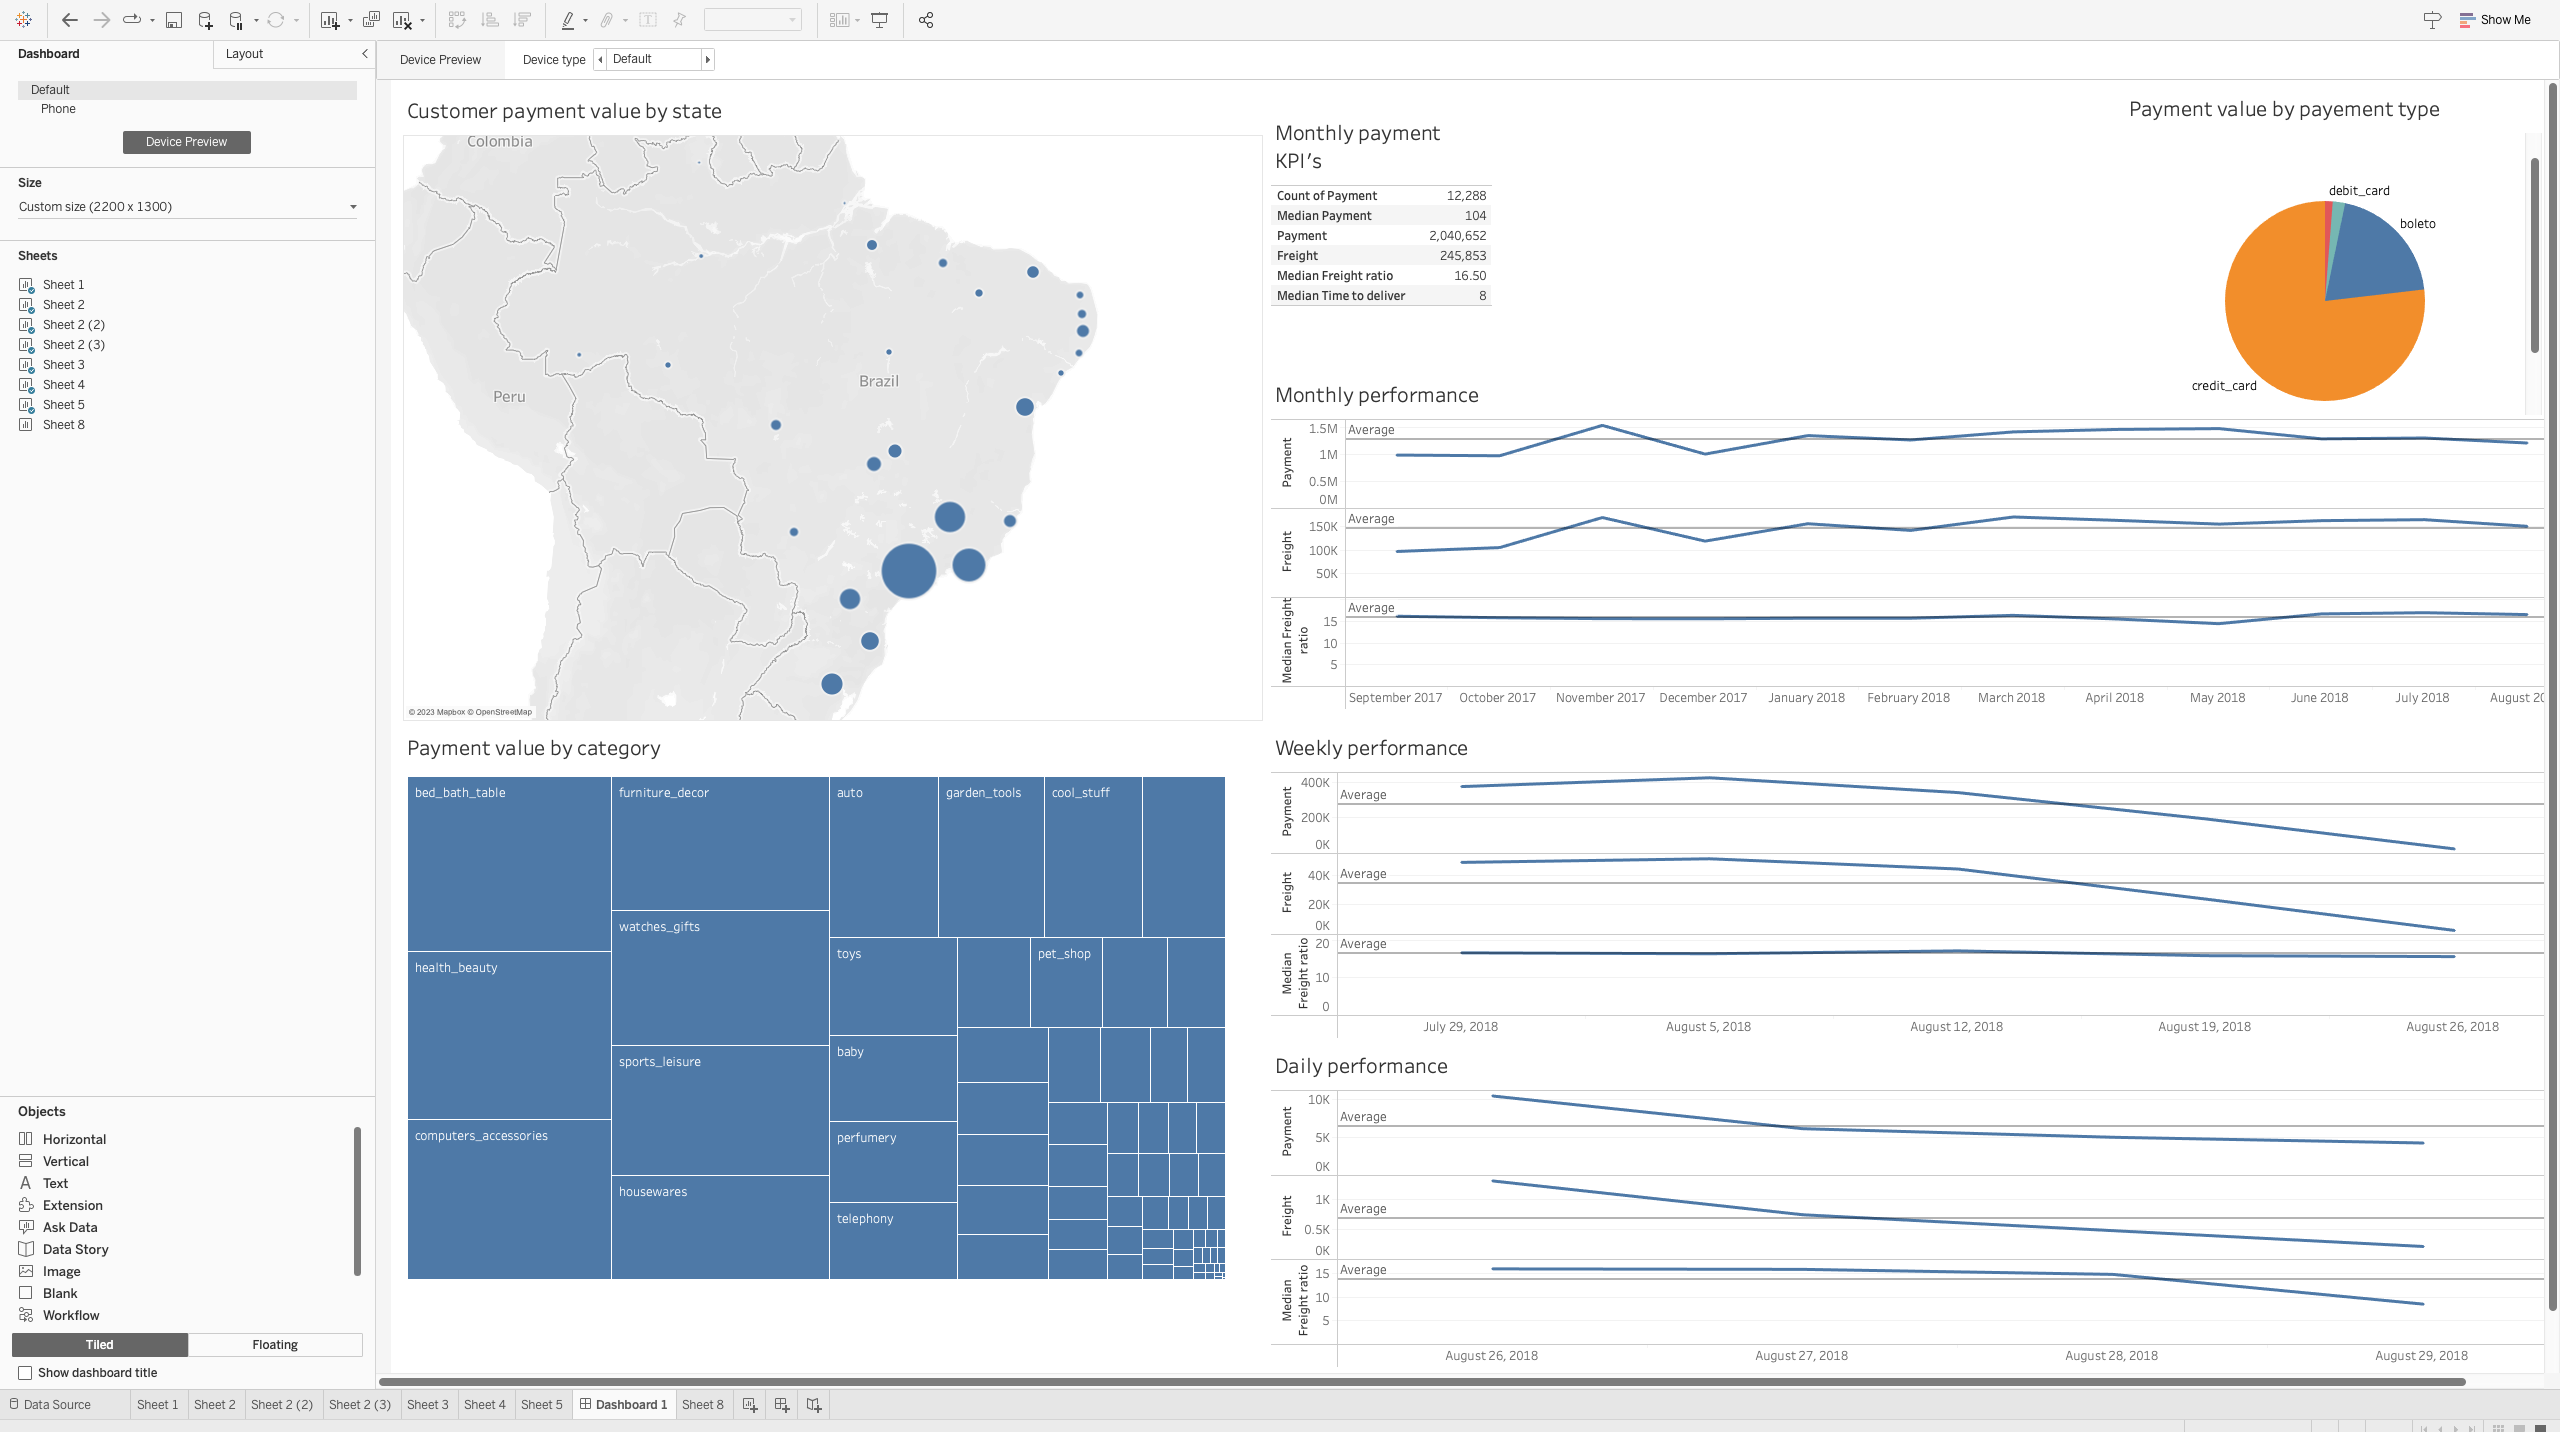 Show Me
Dashboard
Layout
Default
Phone
Device Preview
Size
Custom size (2200 x 1300)
Sheets
Sheet 1
Sheet 2
Sheet 2 (2)
Sheet 2 (3)
Sheet 3
Sheet 4
Sheet 5
Sheet 8
Objects
Horizontal
Vertical
Text
Extension
Ask Data
Data Story
Image
Blank
Workflow
Tiled
Floating
Show dashboard title
Device Preview
Device type
Default
Customer payment value by state
Colombia
Peru
Brazil
© 2023 Mapbox © OpenStreetMap
Monthly payment
KPI's
Count of Payment 12,288
Median Payment 104
Payment 2,040,652
Freight 245,853
Median Freight ratio 16.50
Median Time to deliver 8
Payment value by payement type
debit_card
boleto
credit_card
Monthly performance
Payment
1.5M
1M
0.5M
0M
Average
Freight
150K
100K
50K
Average
Median Freight
ratio
15
10
5
Average
September 2017 October 2017 November 2017 December 2017 January 2018 February 2018 March 2018 April 2018 May 2018 June 2018 July 2018 August 20
Payment value by category
bed_bath_table
health_beauty
computers_accessories
furniture_decor
watches_gifts
sports_leisure
housewares
auto
garden_tools
cool_stuff
toys
pet_shop
baby
perfumery
telephony
Weekly performance
Payment
400K
200K
0K
Average
Freight
40K
20K
0K
Average
Median
Freight ratio
20
10
0
Average
July 29, 2018 August 5, 2018 August 12, 2018 August 19, 2018 August 26, 2018
Daily performance
Payment
10K
5K
0K
Average
Freight
1K
0.5K
0K
Average
Median
Freight ratio
15
10
5
Average
August 26, 2018 August 27, 2018 August 28, 2018 August 29, 2018
Data Source Sheet 1 Sheet 2 Sheet 2 (2) Sheet 2 (3) Sheet 3 Sheet 4 Sheet 5 Dashboard 1 Sheet 8